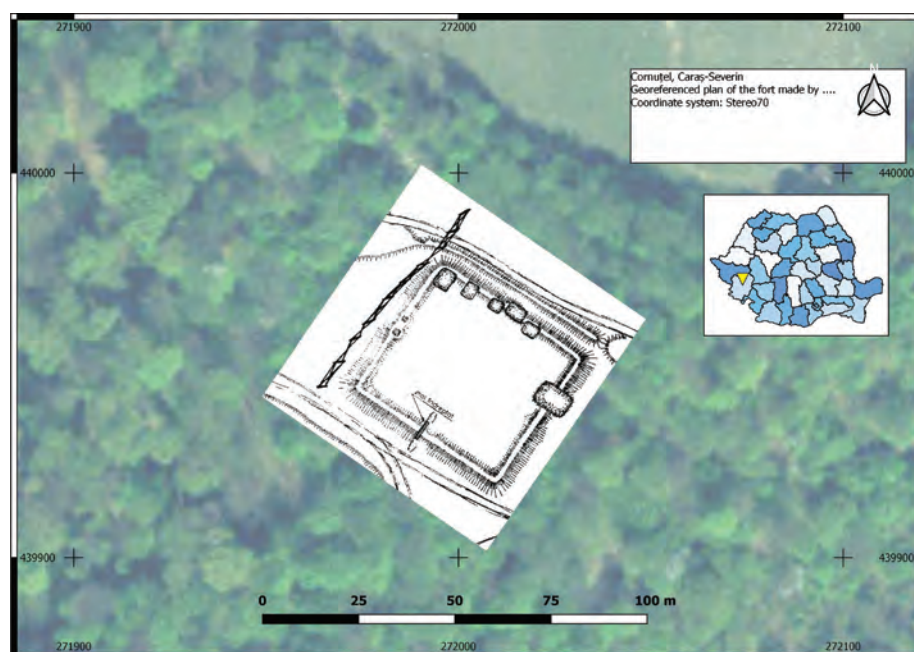 271900
272000
272100
N
Cornuțel, Caraș-Severin
Georeferenced plan of the fort made by ....
Coordinate system: Stereo70
440000
440000
439900
439900
0 25 50 75 100 m
271900
272000
272100